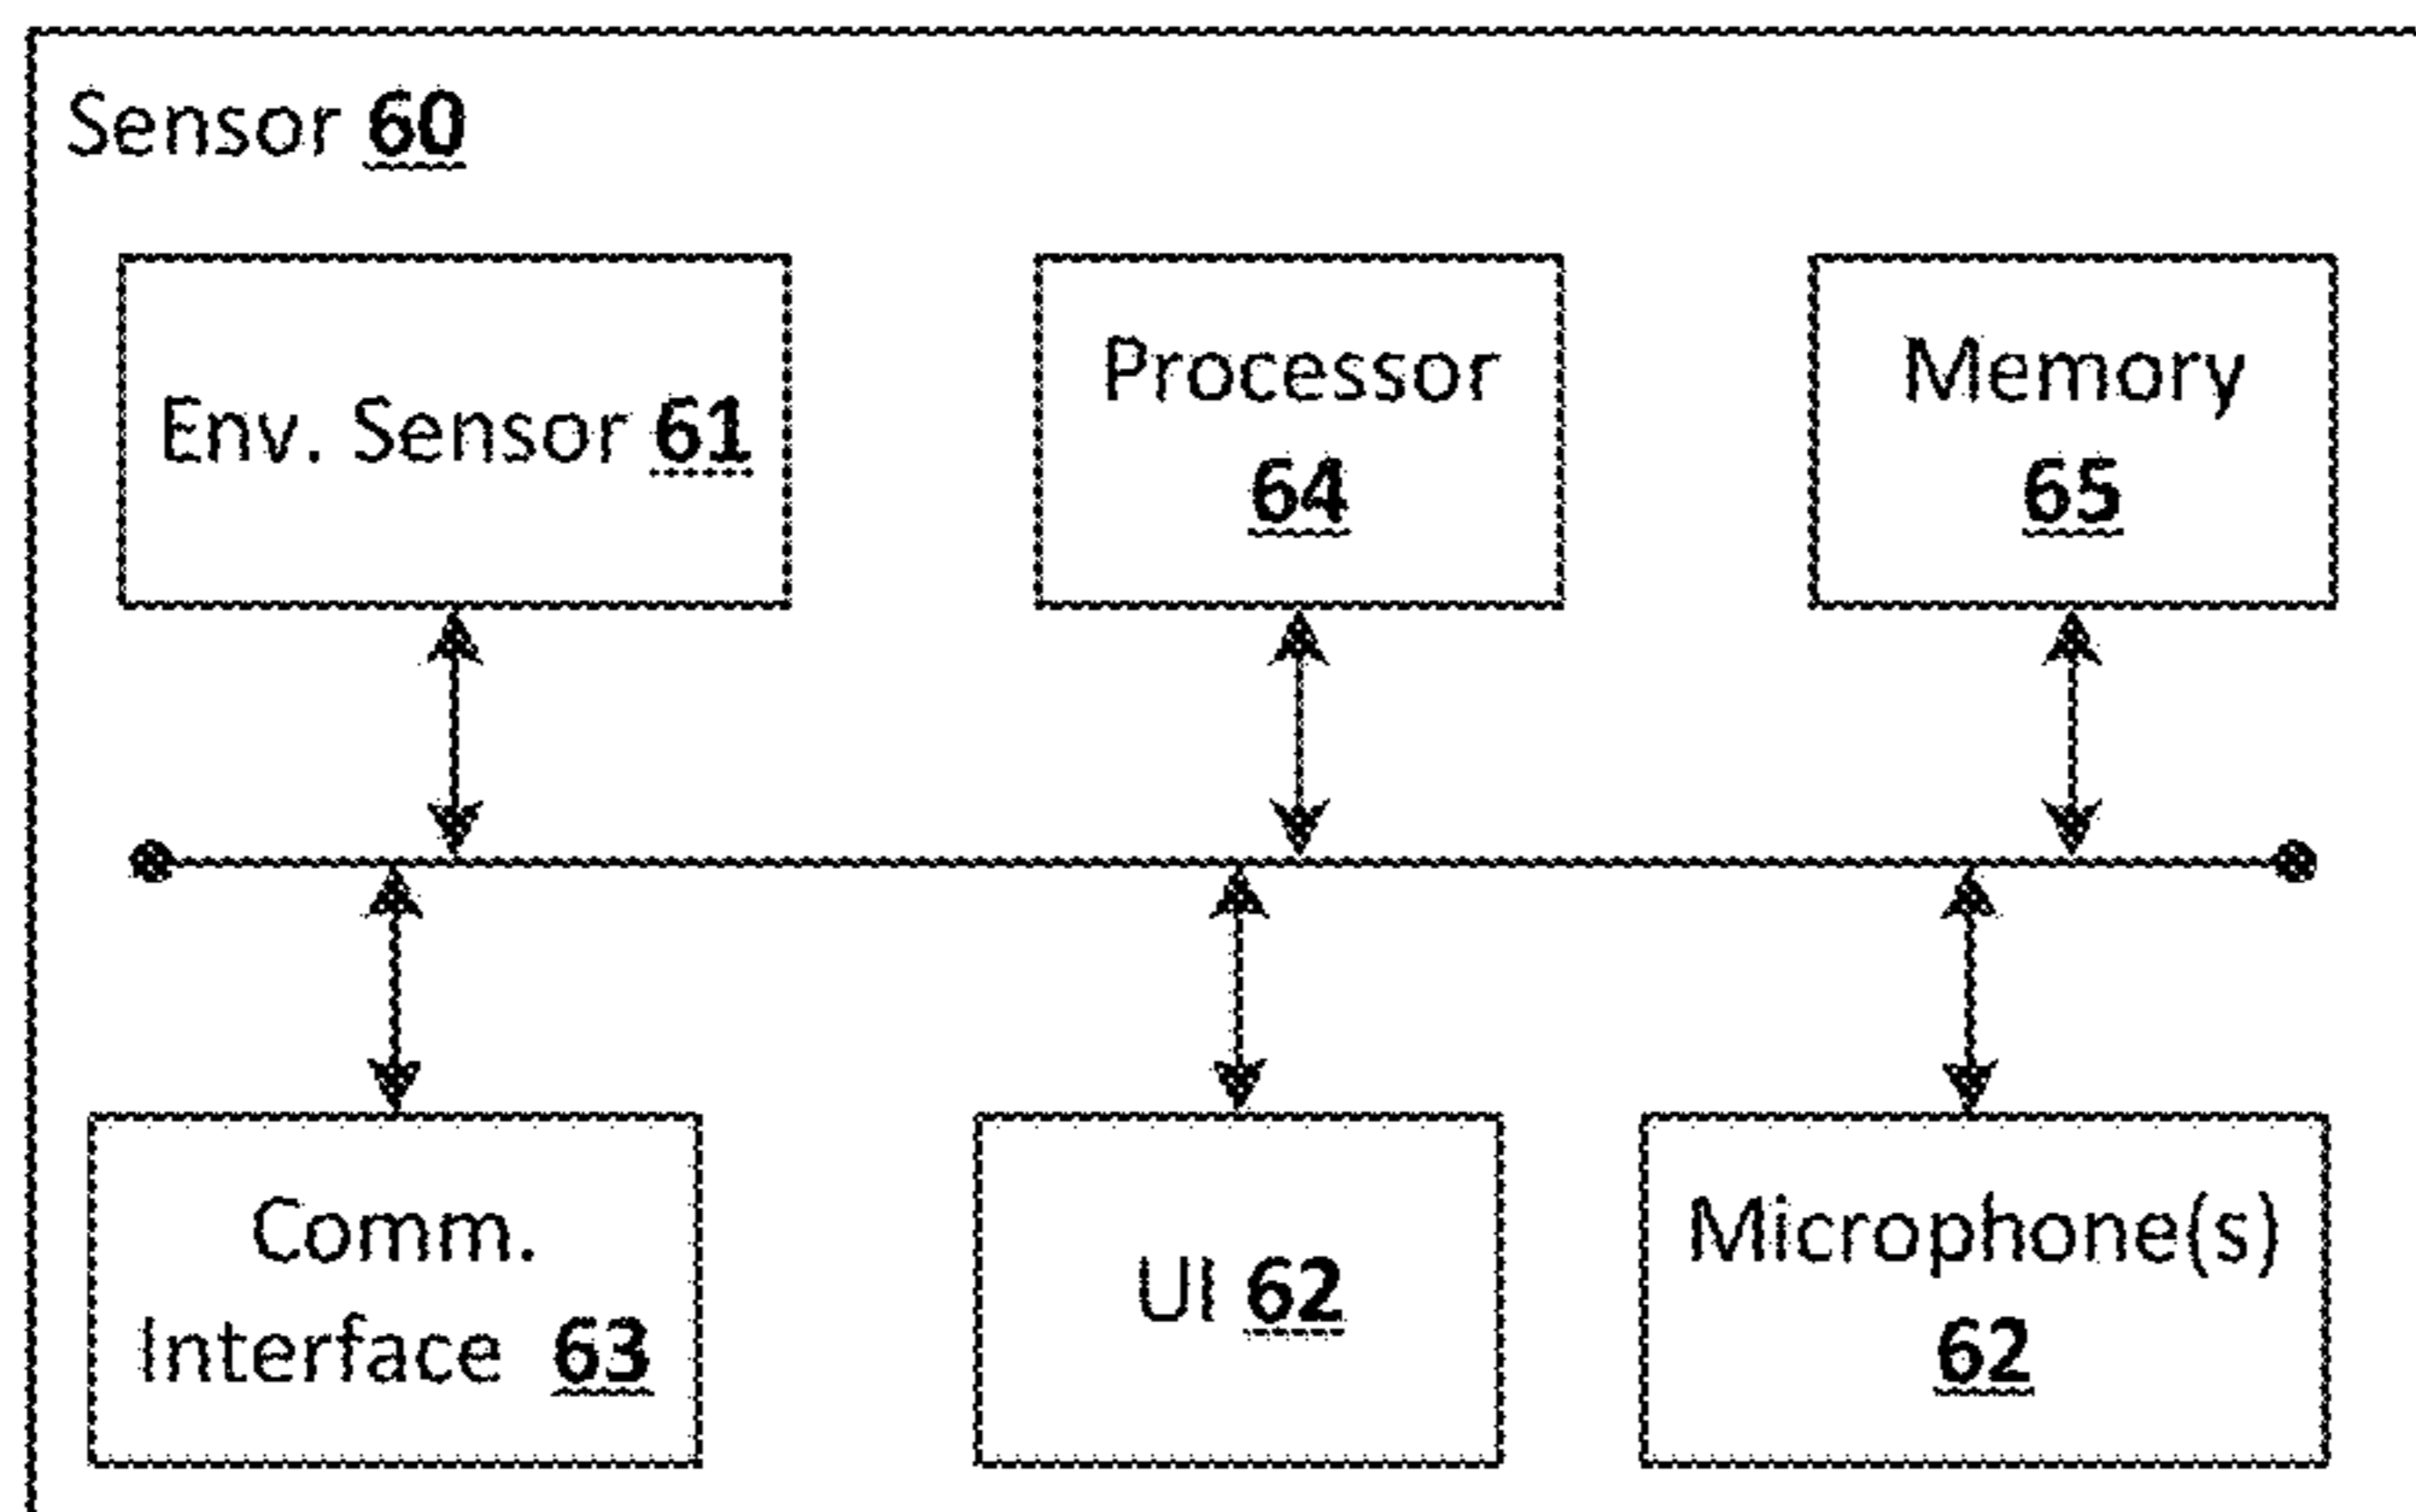 Sensor 60
Env. Sensor 61
Processor
64
Memory
65
Comm.
Interface 63
UI 62
Microphone(s)
62